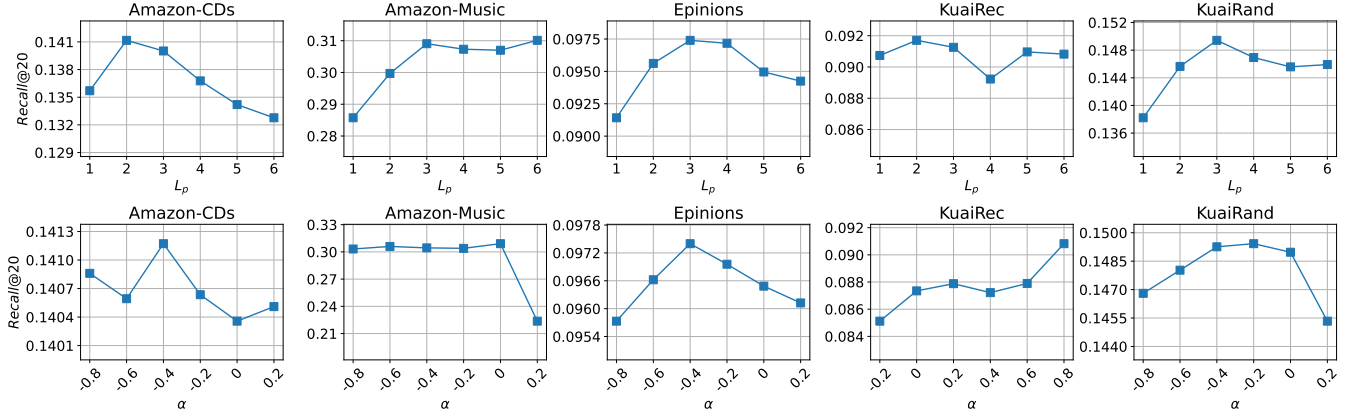 Amazon-CDs Amazon-Music Epinions KuaiRec KuaiRand
Recall@20
0.141
0.138
0.135
0.132
0.129
1 2 3 4 5 6
L_p
0.31
0.30
0.29
0.28
1 2 3 4 5 6
L_p
0.0975
0.0950
0.0925
0.0900
1 2 3 4 5 6
L_p
0.092
0.090
0.088
0.086
1 2 3 4 5 6
L_p
0.152
0.148
0.144
0.140
0.136
1 2 3 4 5 6
L_p
Amazon-CDs Amazon-Music Epinions KuaiRec KuaiRand
Recall@20
0.1413
0.1410
0.1407
0.1404
0.1401
-0.8 -0.6 -0.4 -0.2 0 0.2
α
0.33
0.30
0.27
0.24
0.21
-0.8 -0.6 -0.4 -0.2 0 0.2
α
0.0978
0.0972
0.0966
0.0960
0.0954
-0.8 -0.6 -0.4 -0.2 0 0.2
α
0.092
0.090
0.088
0.086
0.084
-0.2 0 0.2 0.4 0.6 0.8
α
0.1500
0.1485
0.1470
0.1455
0.1440
-0.8 -0.6 -0.4 -0.2 0 0.2
α